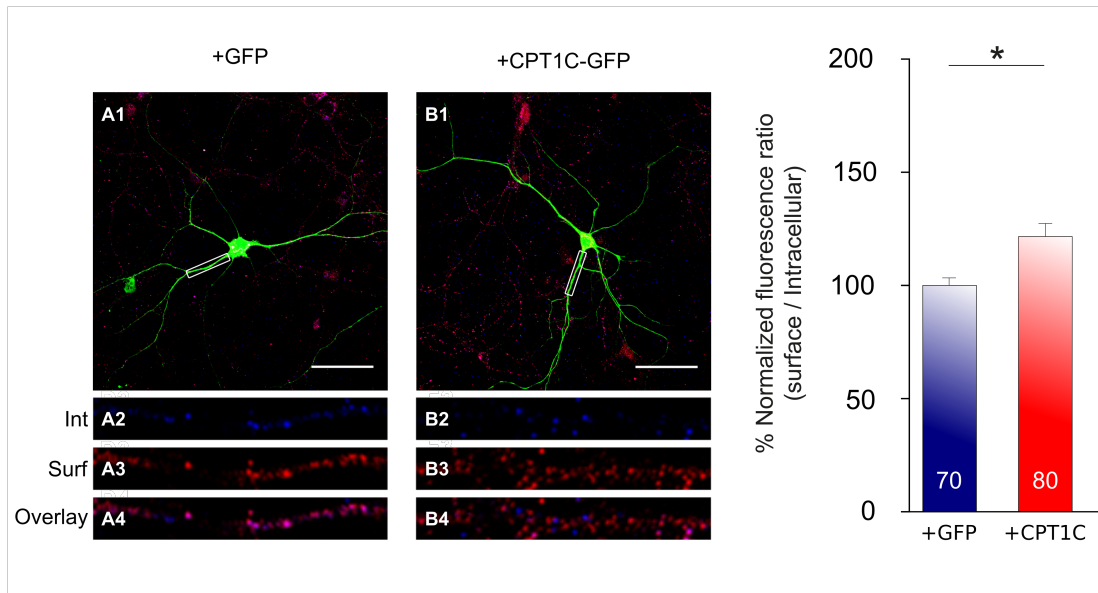 +GFP
+CPT1C-GFP
A1
B1
Int
A2
B2
Surf
A3
B3
Overlay
A4
B4
% Normalized fluorescence ratio
(surface / Intracellular)
200
150
100
50
0
*
70
80
+GFP
+CPT1C